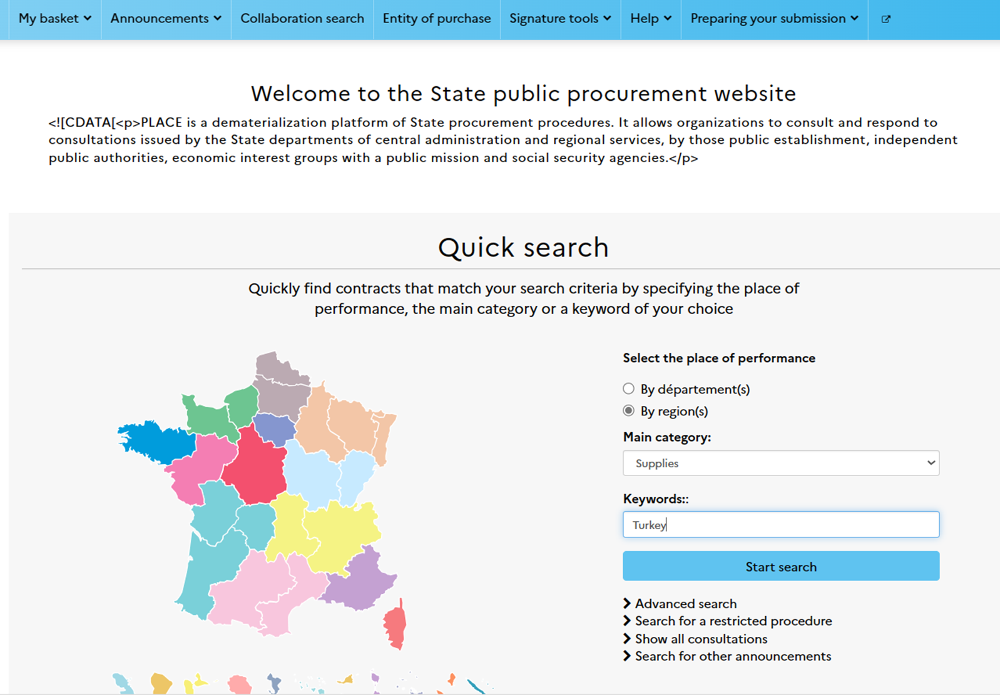 My basket
Announcements
Collaboration search
Entity of purchase
Signature tools
Help
Preparing your submission
Welcome to the State public procurement website
<![CDATA[<p>PLACE is a dematerialization platform of State procurement procedures. It allows organizations to consult and respond to
consultations issued by the State departments of central administration and regional services, by those public establishment, independent
public authorities, economic interest groups with a public mission and social security agencies.</p>
Quick search
Quickly find contracts that match your search criteria by specifying the place of
performance, the main category or a keyword of your choice
Select the place of performance
By département(s)
By region(s)
Main category:
Supplies
Keywords::
Turkey
Start search
Advanced search
Search for a restricted procedure
Show all consultations
Search for other announcements